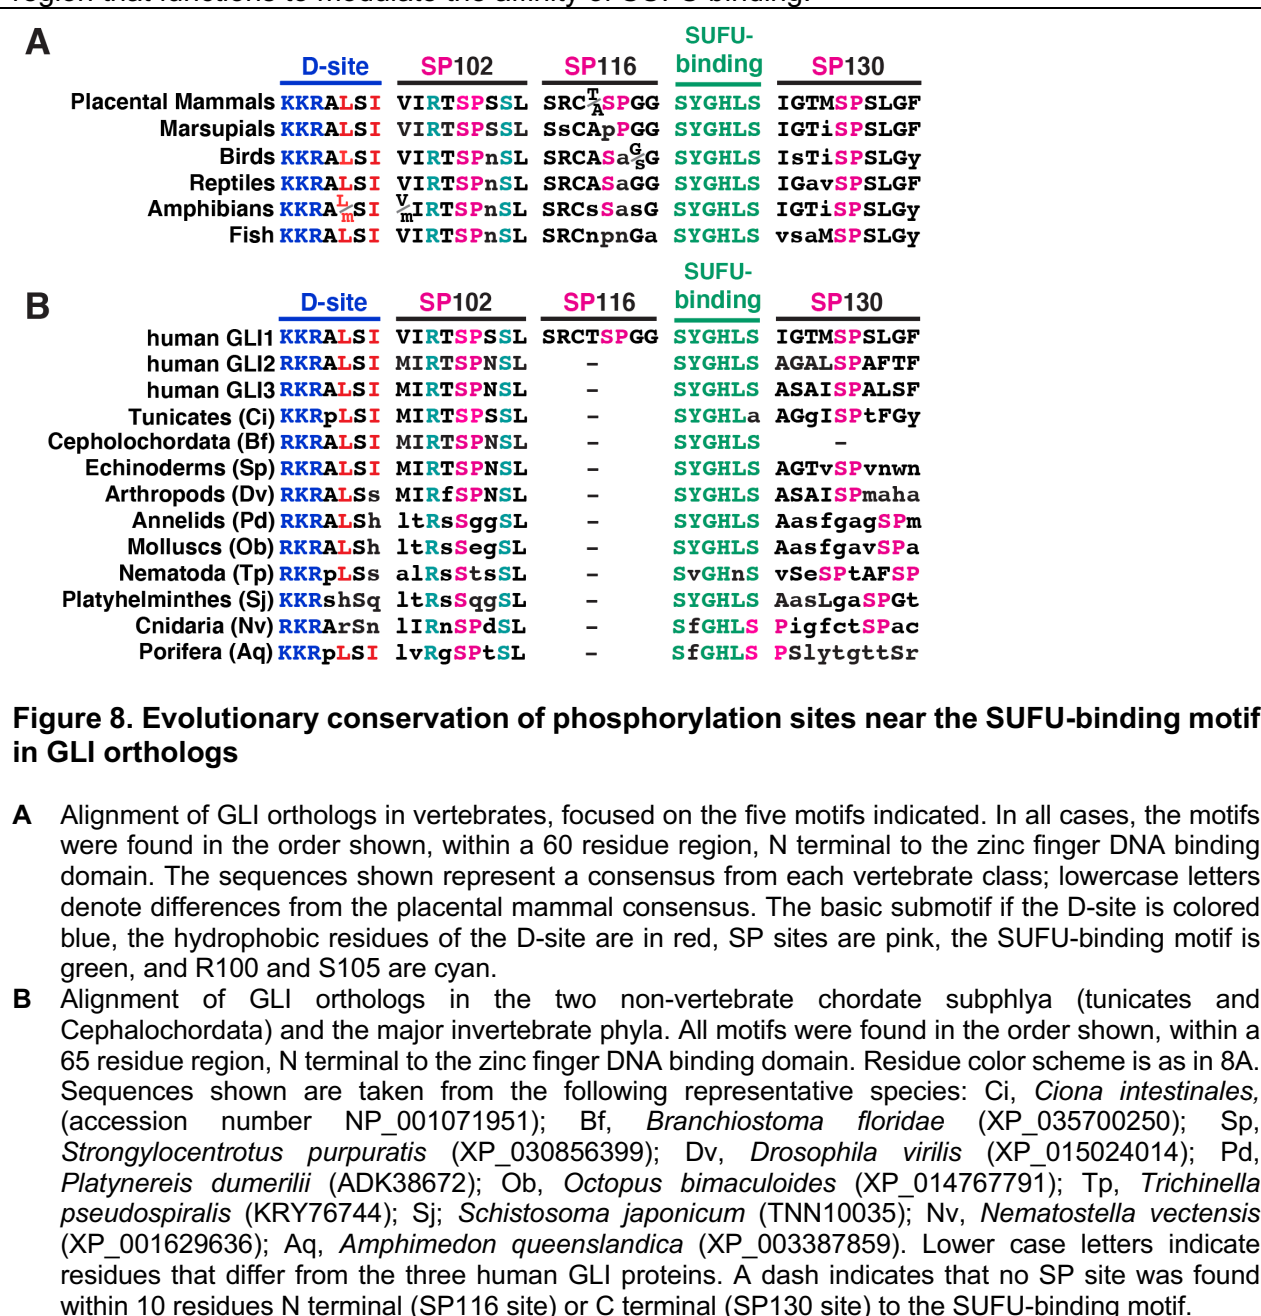 region that functions to modulate the affinity of SUFU binding.
A
SUFU-
D-site SP102 SP116 binding SP130
Placental Mammals KKRALSI VIRTSPSSL SRCT/ASPGG SYGHLS IGTMSPSLGF
Marsupials KKRALSI VIRTSPSSL SsCApPGG SYGHLS IGTiSPSLGF
Birds KKRALSI VIRTSPnSL SRCASaG/sG SYGHLS IsTiSPSLGy
Reptiles KKRALSI VIRTSPnSL SRCASaGG SYGHLS IGavSPSLGF
Amphibians KKRAL/mSI V/mIRTSPnSL SRCsSasG SYGHLS IGTiSPSLGy
Fish KKRALSI VIRTSPnSL SRCnpnGa SYGHLS vsaMSPSLGy
B
SUFU-
D-site SP102 SP116 binding SP130
human GLI1 KKRALSI VIRTSPSSL SRCTSPGG SYGHLS IGTMSPSLGF
human GLI2 KKRALSI MIRTSPNSL – SYGHLS AGALSPAFTF
human GLI3 RKRALSI MIRTSPNSL – SYGHLS ASAISPALSF
Tunicates (Ci) KKRpLSI MIRTSPSSL – SYGHLa AGgISPtFGy
Cepholochordata (Bf) RKRALSI MIRTSPNSL – SYGHLS –
Echinoderms (Sp) RKRALSI MIRTSPNSL – SYGHLS AGTvSPvnwn
Arthropods (Dv) RKRALSs MIRfSPNSL – SYGHLS ASAISPmaha
Annelids (Pd) RKRALSh ltRsSggSL – SYGHLS AasfgagSPm
Molluscs (Ob) RKRALSh ltRsSegSL – SYGHLS AasfgavSPa
Nematoda (Tp) RKRpLSs alRsStsSL – SvGHnS vSeSPtAFSP
Platyhelminthes (Sj) KKRshSq ltRsSqgSL – SYGHLS AasLgaSPGt
Cnidaria (Nv) RKRArSn lIRnSPdSL – SfGHLS PigfctSPac
Porifera (Aq) KKRpLSI lvRgSPtSL – SfGHLS PSlytgttSr
Figure 8. Evolutionary conservation of phosphorylation sites near the SUFU-binding motif
in GLI orthologs
A Alignment of GLI orthologs in vertebrates, focused on the five motifs indicated. In all cases, the motifs
were found in the order shown, within a 60 residue region, N terminal to the zinc finger DNA binding
domain. The sequences shown represent a consensus from each vertebrate class; lowercase letters
denote differences from the placental mammal consensus. The basic submotif if the D-site is colored
blue, the hydrophobic residues of the D-site are in red, SP sites are pink, the SUFU-binding motif is
green, and R100 and S105 are cyan.
B Alignment of GLI orthologs in the two non-vertebrate chordate subphlya (tunicates and
Cephalochordata) and the major invertebrate phyla. All motifs were found in the order shown, within a
65 residue region, N terminal to the zinc finger DNA binding domain. Residue color scheme is as in 8A.
Sequences shown are taken from the following representative species: Ci, Ciona intestinales,
(accession number NP_001071951); Bf, Branchiostoma floridae (XP_035700250); Sp,
Strongylocentrotus purpuratis (XP_030856399); Dv, Drosophila virilis (XP_015024014); Pd,
Platynereis dumerilii (ADK38672); Ob, Octopus bimaculoides (XP_014767791); Tp, Trichinella
pseudospiralis (KRY76744); Sj; Schistosoma japonicum (TNN10035); Nv, Nematostella vectensis
(XP_001629636); Aq, Amphimedon queenslandica (XP_003387859). Lower case letters indicate
residues that differ from the three human GLI proteins. A dash indicates that no SP site was found
within 10 residues N terminal (SP116 site) or C terminal (SP130 site) to the SUFU-binding motif.